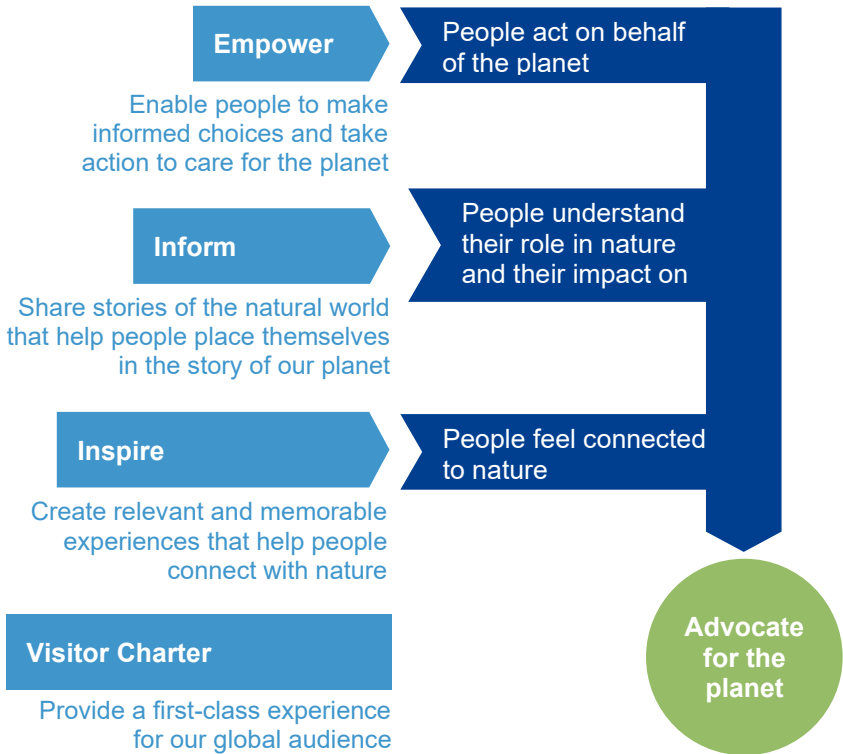 Empower
People act on behalf
of the planet
Enable people to make
informed choices and take
action to care for the planet
Inform
People understand
their role in nature
and their impact on
Share stories of the natural world
that help people place themselves
in the story of our planet
Inspire
People feel connected
to nature
Create relevant and memorable
experiences that help people
connect with nature
Visitor Charter
Provide a first-class experience
for our global audience
Advocate
for the
planet